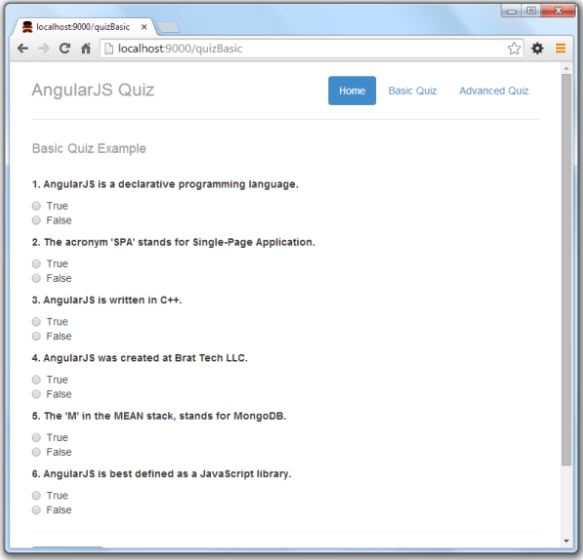 localhost:9000/quizBasic
localhost:9000/quizBasic
AngularJS Quiz
Home Basic Quiz Advanced Quiz
Basic Quiz Example
1. AngularJS is a declarative programming language.
True
False
2. The acronym 'SPA' stands for Single-Page Application.
True
False
3. AngularJS is written in C++.
True
False
4. AngularJS was created at Brat Tech LLC.
True
False
5. The 'M' in the MEAN stack, stands for MongoDB.
True
False
6. AngularJS is best defined as a JavaScript library.
True
False